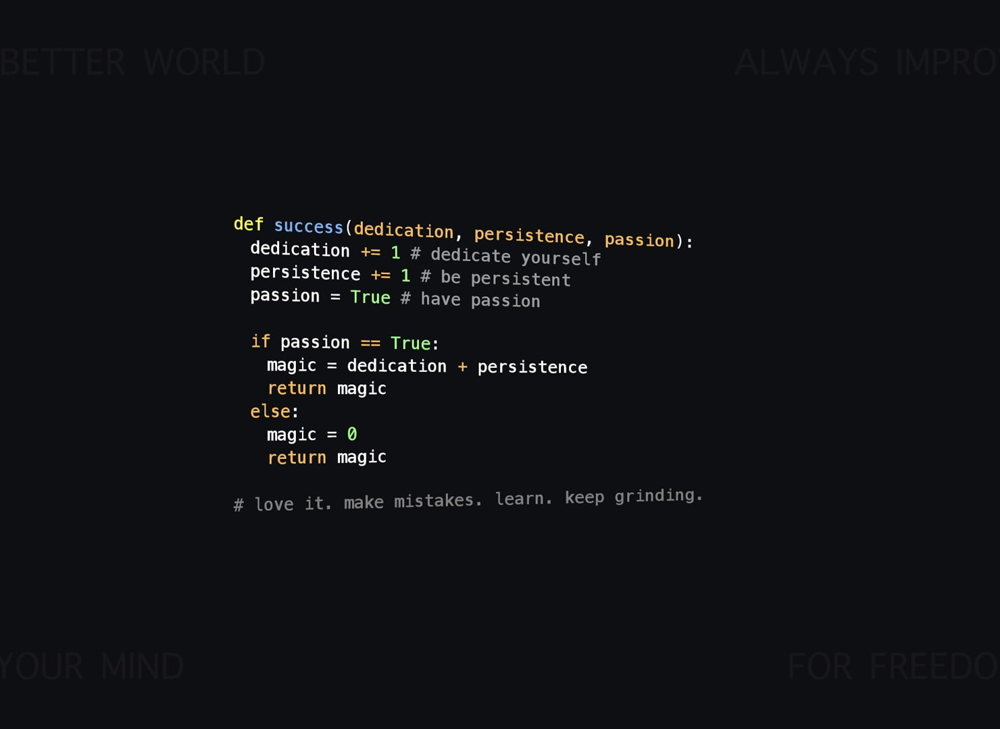 BETTER WORLD
ALWAYS IMPRO
def success(dedication, persistence, passion):
  dedication += 1 # dedicate yourself
  persistence += 1 # be persistent
  passion = True # have passion

  if passion == True:
    magic = dedication + persistence
    return magic
  else:
    magic = 0
    return magic

# love it. make mistakes. learn. keep grinding.
YOUR MIND
FOR FREEDO